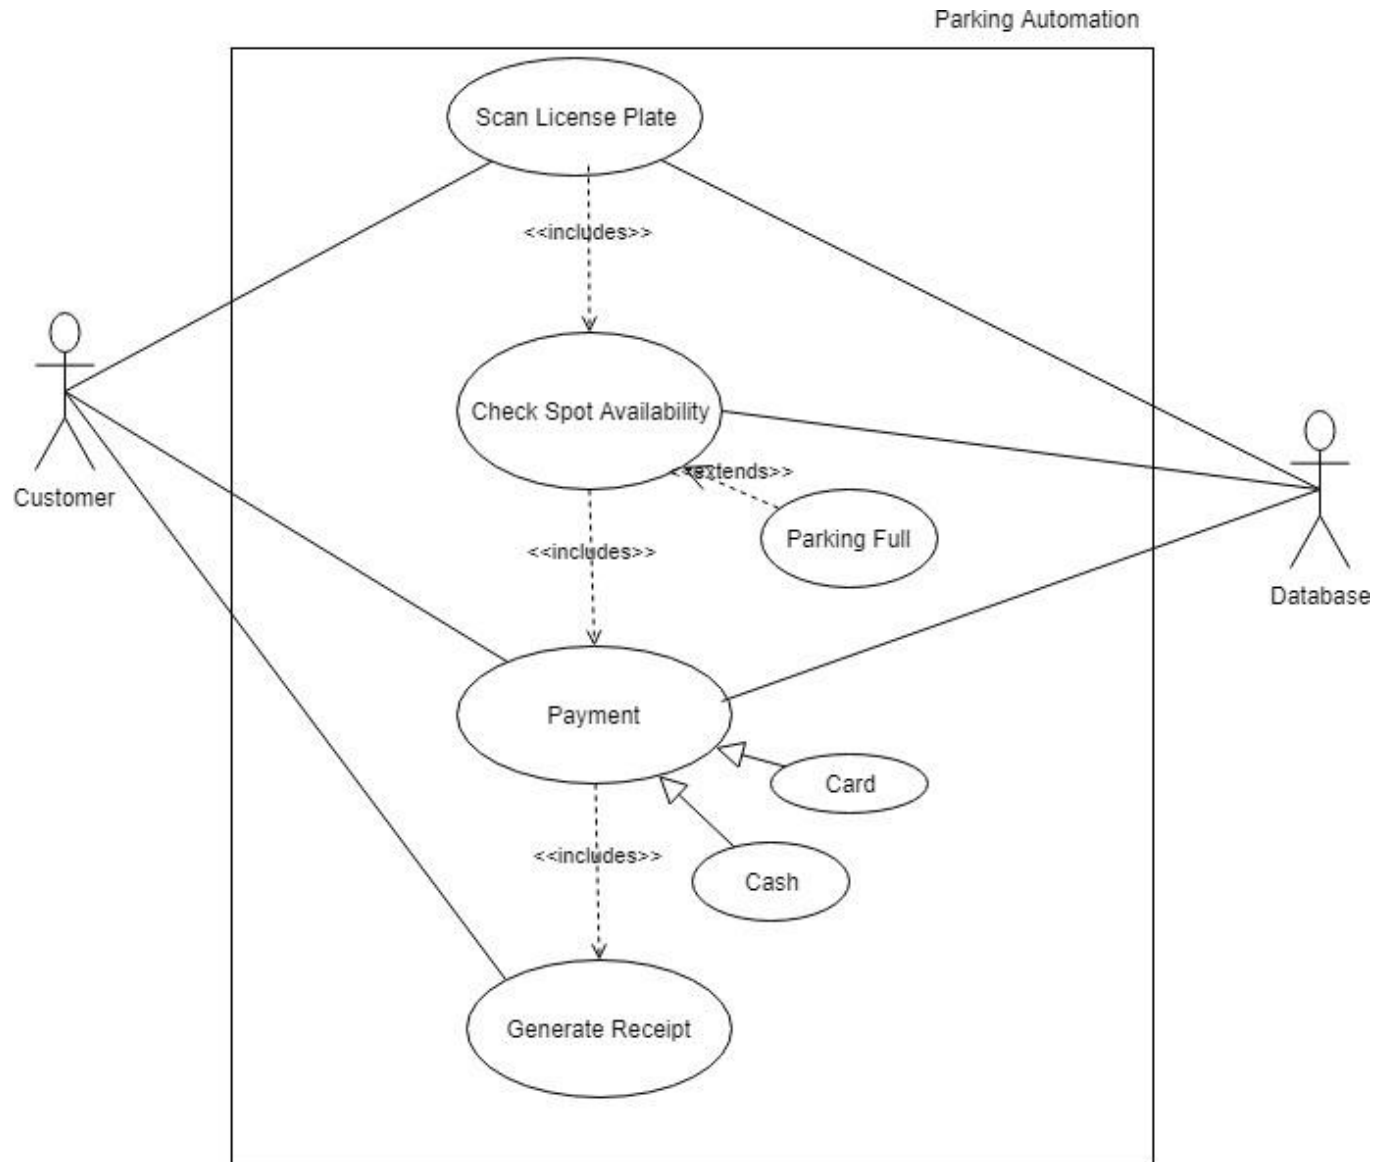 Parking Automation
Scan License Plate
<<includes>>
Check Spot Availability
<<extends>>
Customer
Parking Full
<<includes>>
Database
Payment
Card
<<includes>>
Cash
Generate Receipt